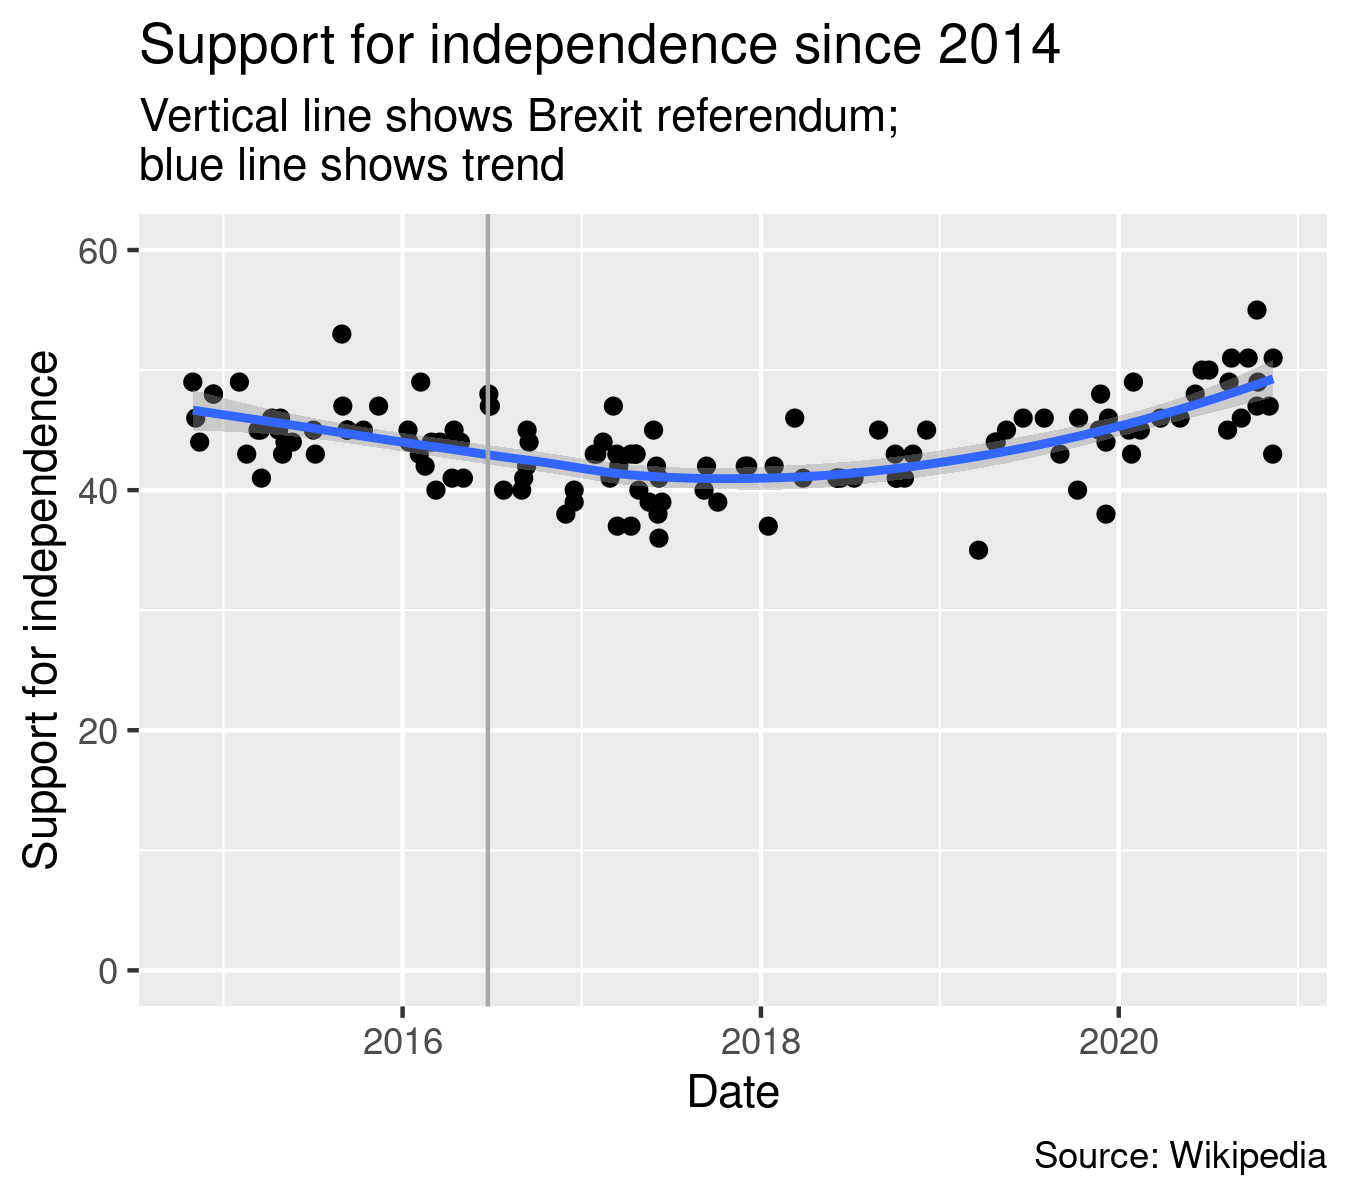 Support for independence since 2014
Vertical line shows Brexit referendum;
blue line shows trend
Support for independence
60
40
20
0
2016 2018 2020
Date
Source: Wikipedia